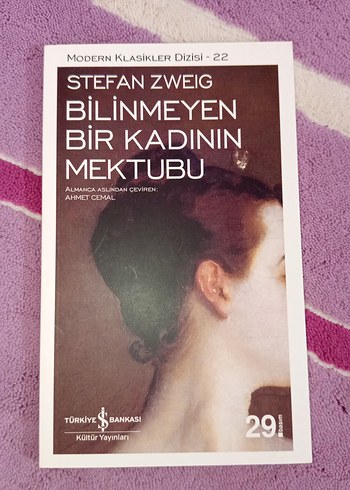 MODERN KLASİKLER DİZİSİ - 22
STEFAN ZWEIG
BİLİNMEYEN
BİR KADININ
MEKTUBU
ALMANCA ASLINDAN ÇEVİREN:
AHMET CEMAL
TÜRKİYE İŞ BANKASI
Kültür Yayınları
29. basım